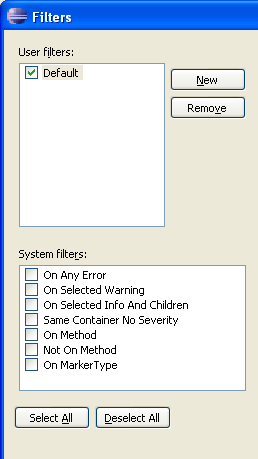 Filters
User filters:
Default
New
Remove
System filters:
On Any Error
On Selected Warning
On Selected Info And Children
Same Container No Severity
On Method
Not On Method
On MarkerType
Select All
Deselect All